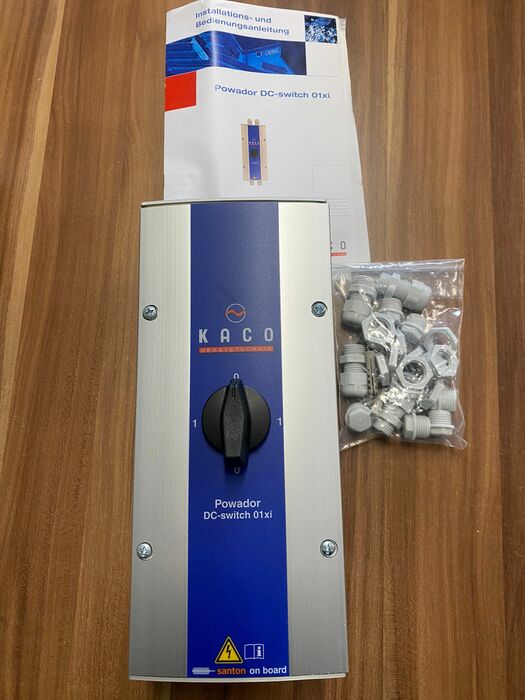 Installations- und
Bedienungsanleitung
Powador DC-switch 01xi.
KACO
GERÄTETECHNIK
0
1 1
0
Powador
DC-switch 01xi
santon on board